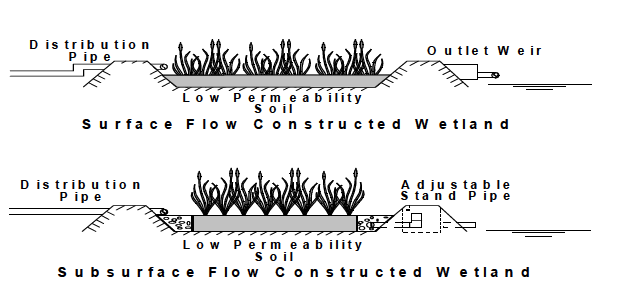 Distribution
Pipe
Outlet Weir
Low Permeability
Soil
Surface Flow Constructed Wetland
Distribution
Pipe
Adjustable
Stand Pipe
Low Permeability
Soil
Subsurface Flow Constructed Wetland